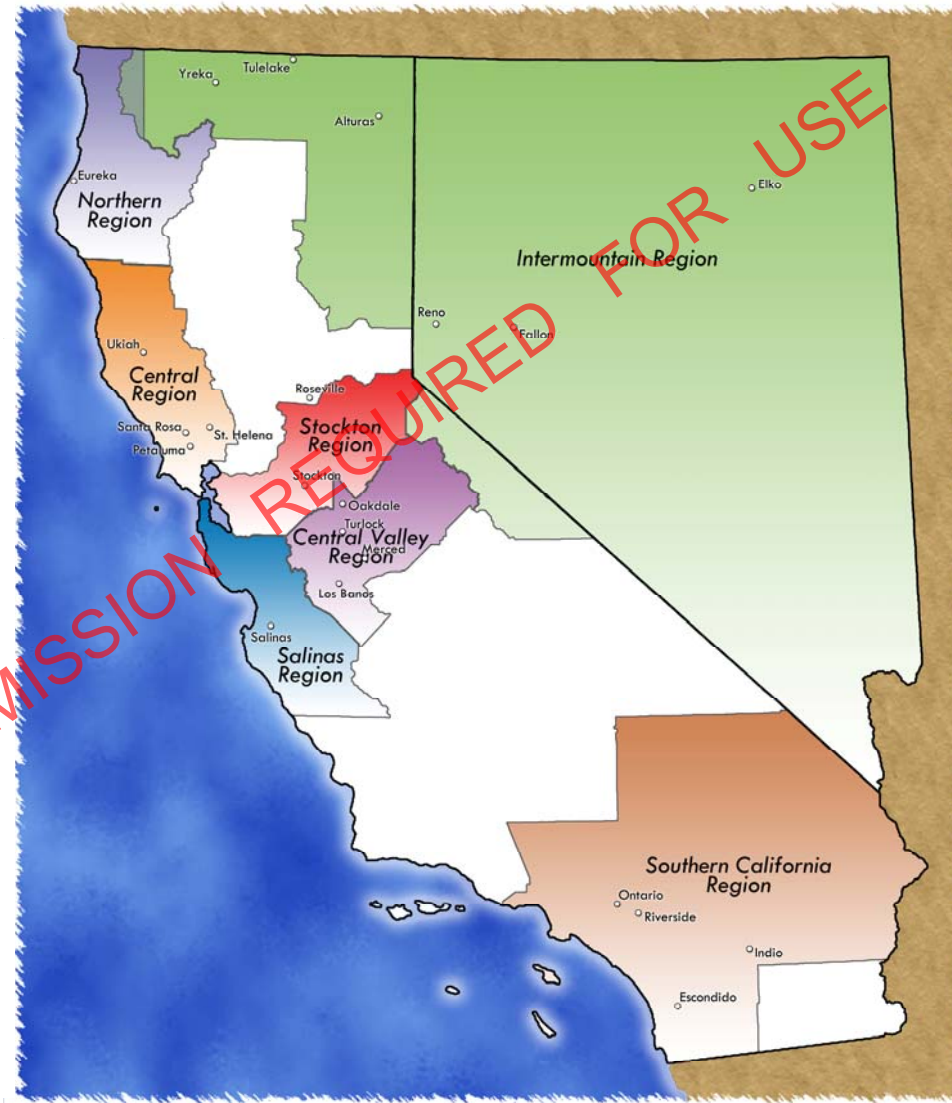 Yreka
Tulelake
Alturas
Eureka
Northern
Region
Elko
Intermountain Region
Reno
Fallon
Ukiah
Central
Region
Santa Rosa
St. Helena
Petaluma
Roseville
Stockton
Region
Stockton
Oakdale
Turlock
Central Valley
Region
Merced
Los Banos
Salinas
Salinas
Region
Southern California
Region
Ontario
Riverside
Indio
Escondido
MISSION REQUIRED FOR USE